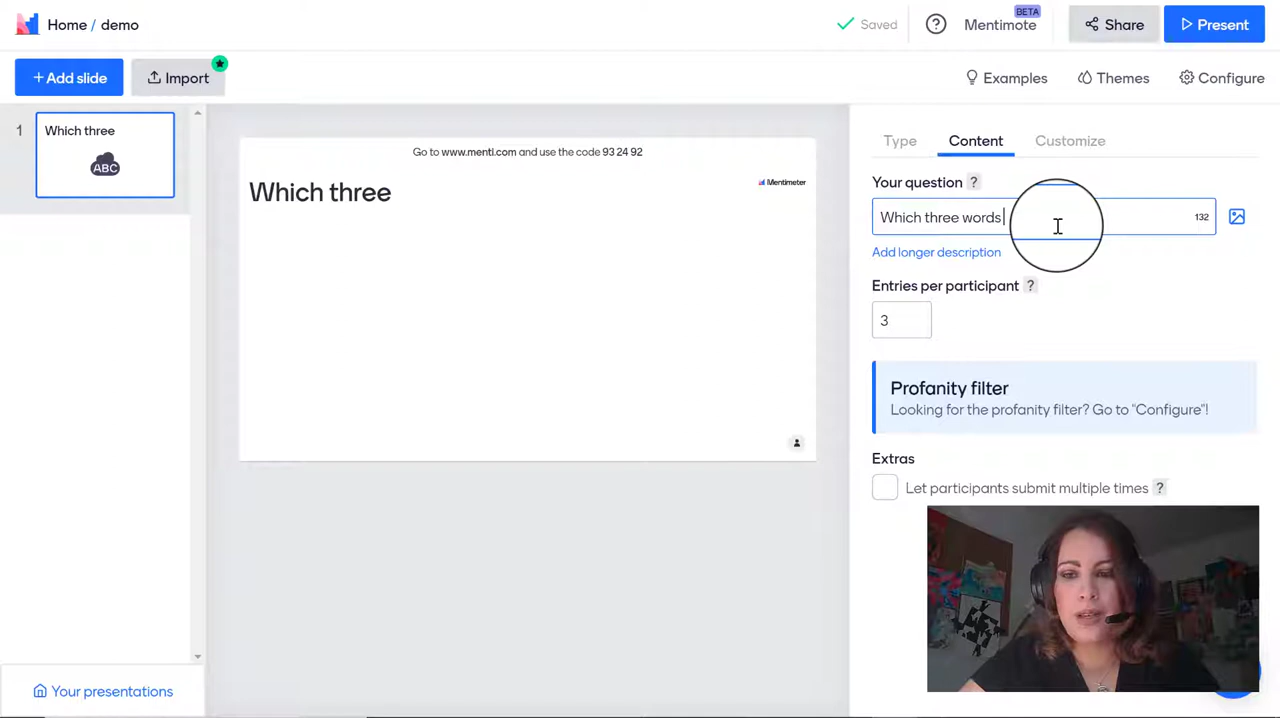 Home / demo
Saved
?
Mentimote
BETA
Share
Present
+ Add slide
Import
Examples
Themes
Configure
1
Which three
ABC
Go to www.menti.com and use the code 93 24 92
Which three
Mentimeter
Type
Content
Customize
Your question ?
Which three words
132
Add longer description
Entries per participant ?
3
Profanity filter
Looking for the profanity filter? Go to "Configure"!
Extras
Let participants submit multiple times ?
Your presentations